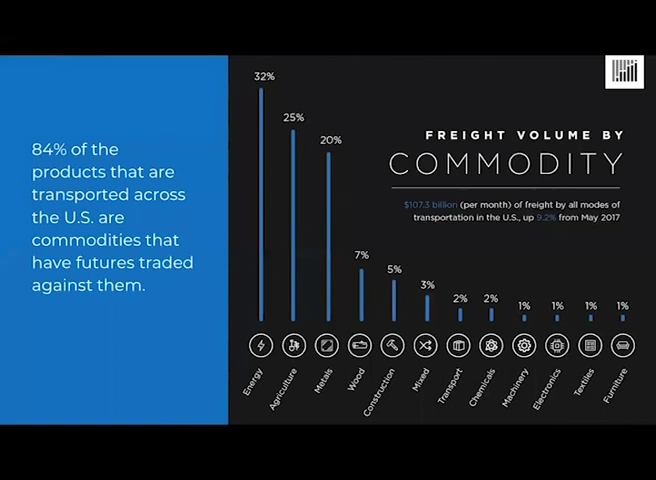 84% of the
products that are
transported across
the U.S. are
commodities that
have futures traded
against them.
FREIGHT VOLUME BY
COMMODITY
$107.3 billion (per month) of freight by all modes of
transportation in the U.S., up 9.2% from May 2017
32%
25%
20%
7%
5%
3%
2%
2%
1%
1%
1%
1%
Energy
Agriculture
Metals
Wood
Construction
Mixed
Transport
Chemicals
Machinery
Electronics
Textiles
Furniture